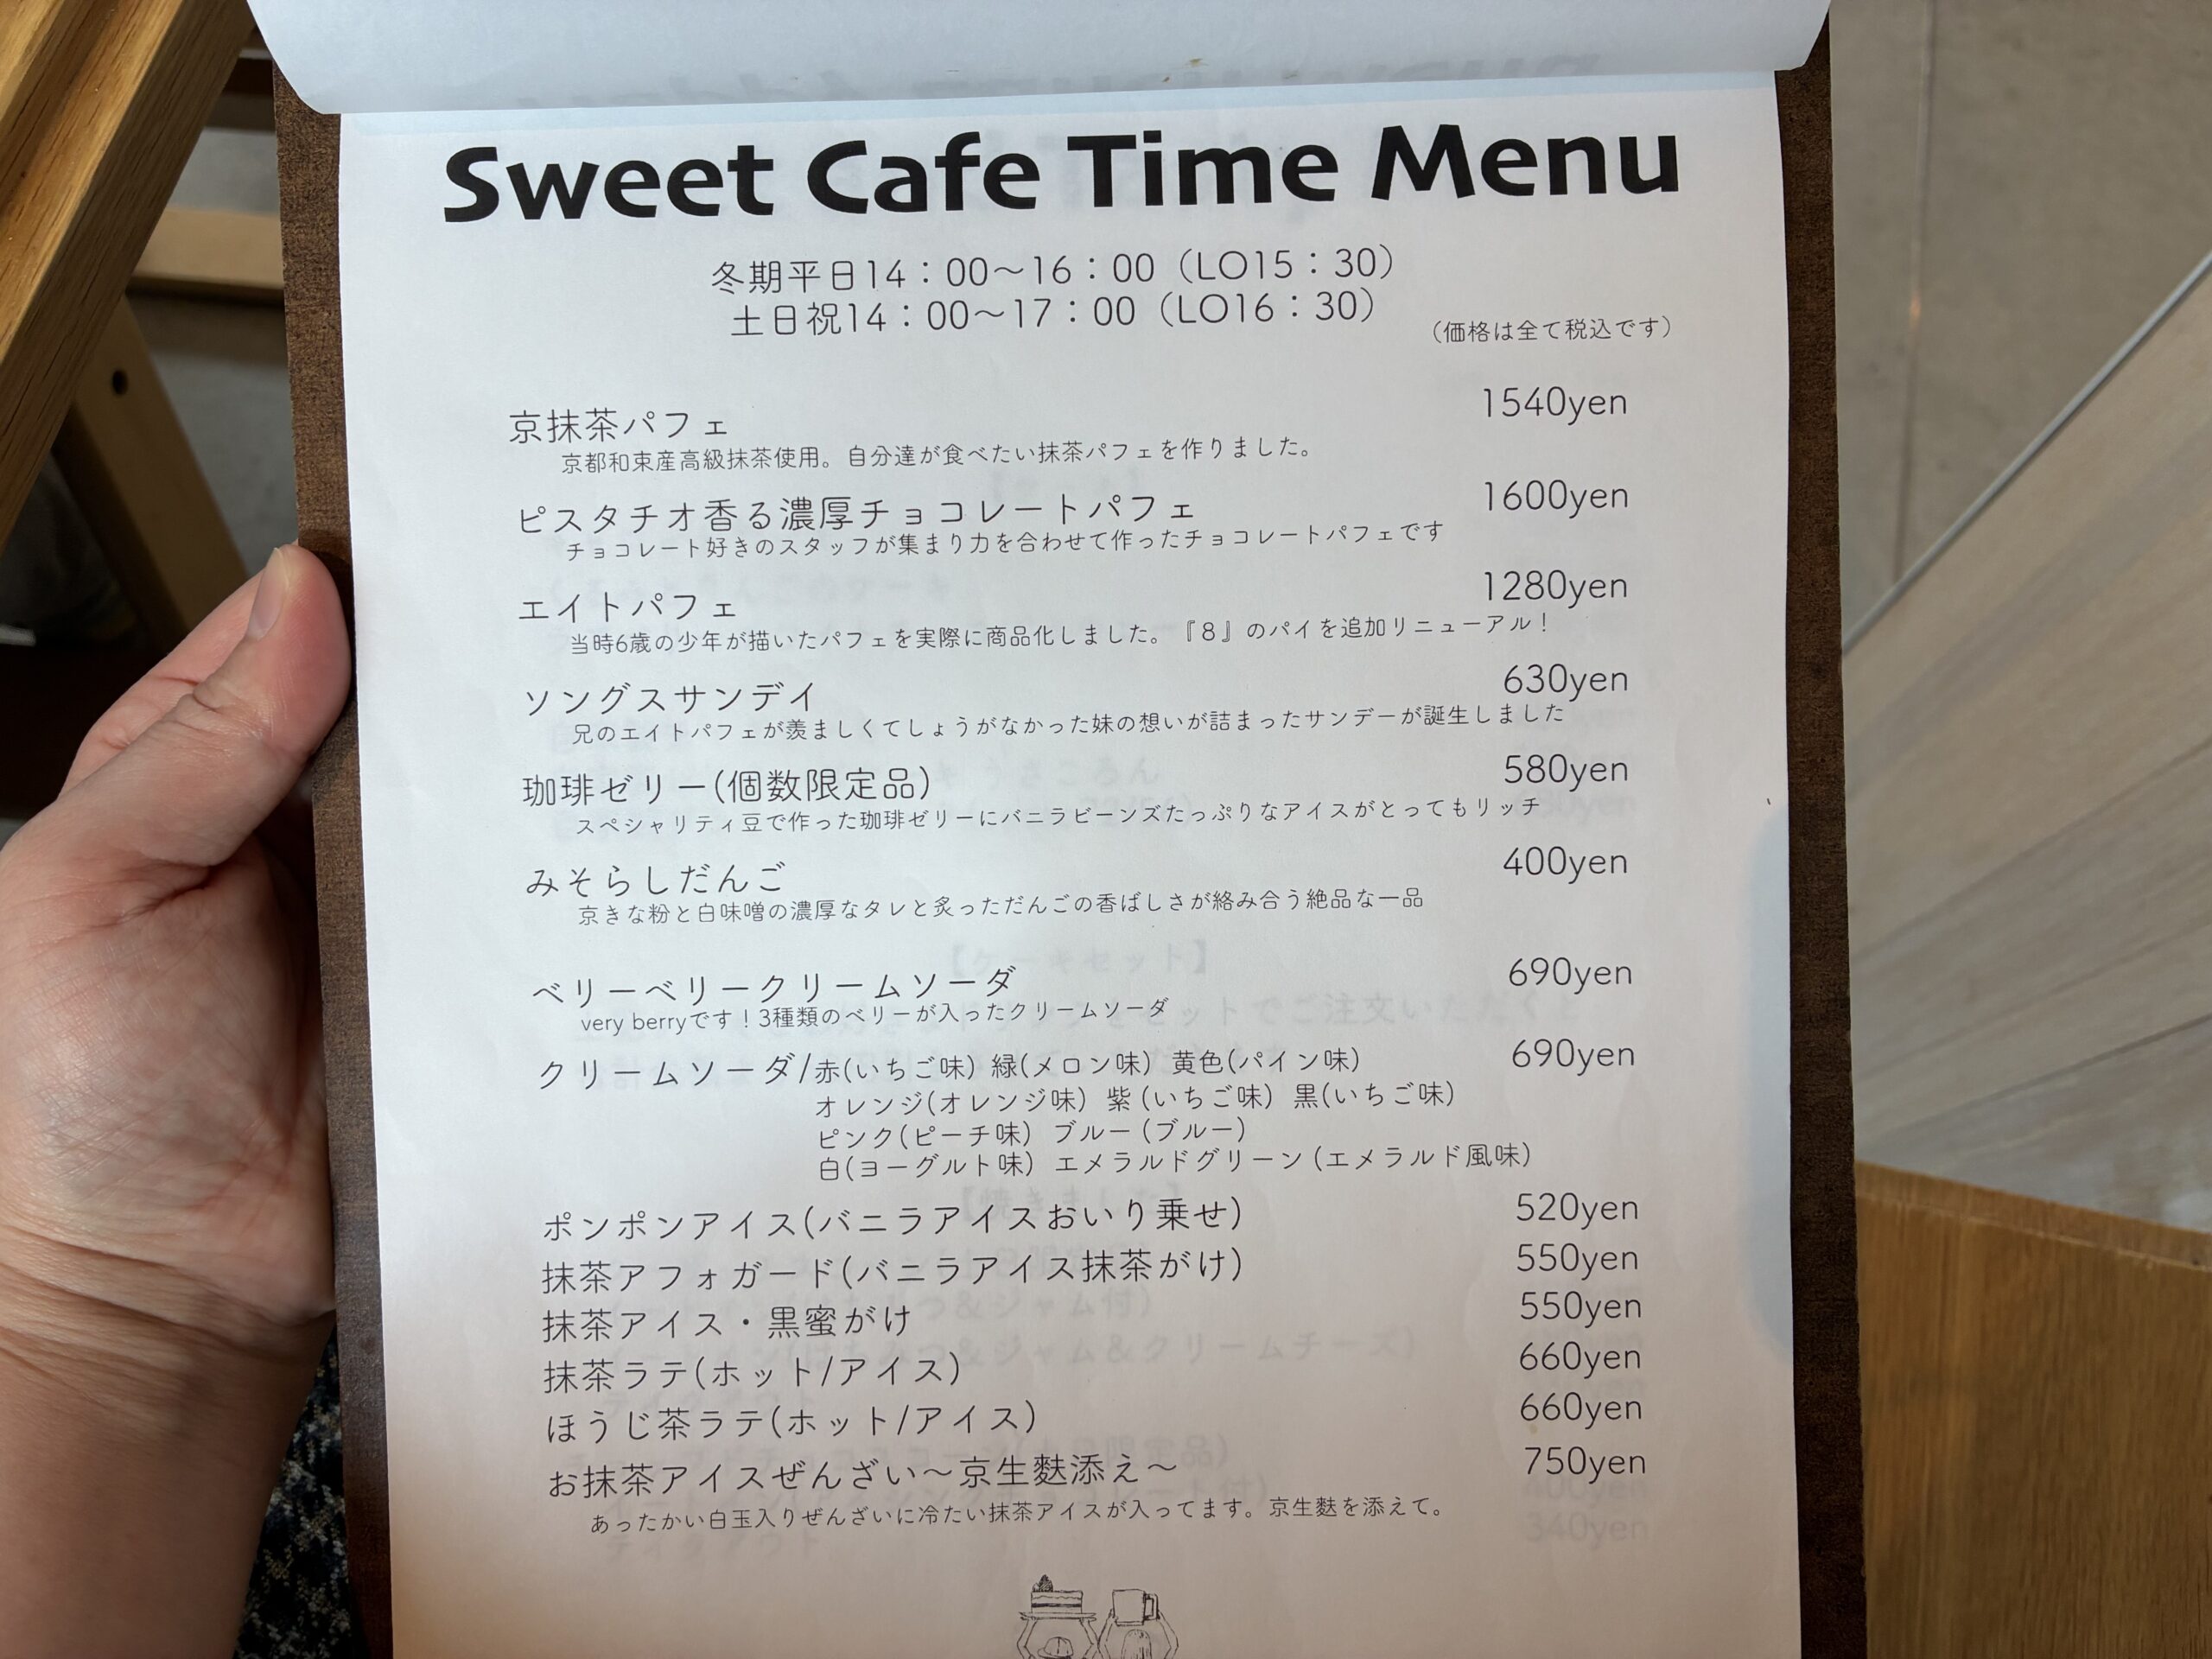 Sweet Cafe Time Menu
冬期平日14：00～16：00（LO15：30）
土日祝14：00～17：00（LO16：30）
（価格は全て税込です）
京抹茶パフェ 1540yen
京都和束産高級抹茶使用。自分達が食べたい抹茶パフェを作りました。
ピスタチオ香る濃厚チョコレートパフェ 1600yen
チョコレート好きのスタッフが集まり力を合わせて作ったチョコレートパフェです
エイトパフェ 1280yen
当時6歳の少年が描いたパフェを実際に商品化しました。『８』のパイを追加リニューアル！
ソングスサンデイ 630yen
兄のエイトパフェが羨ましくてしょうがなかった妹の想いが詰まったサンデーが誕生しました
珈琲ゼリー(個数限定品) 580yen
スペシャリティ豆で作った珈琲ゼリーにバニラビーンズたっぷりなアイスがとってもリッチ
みそらしだんご 400yen
京きな粉と白味噌の濃厚なタレと炙っただんごの香ばしさが絡み合う絶品な一品
ベリーベリークリームソーダ 690yen
very berryです！3種類のベリーが入ったクリームソーダ
クリームソーダ/赤(いちご味) 緑(メロン味) 黄色(パイン味) 690yen
オレンジ(オレンジ味) 紫 (いちご味) 黒(いちご味)
ピンク(ピーチ味) ブルー (ブルー)
白(ヨーグルト味) エメラルドグリーン (エメラルド風味)
ポンポンアイス(バニラアイスおいり乗せ) 520yen
抹茶アフォガード(バニラアイス抹茶がけ) 550yen
抹茶アイス・黒蜜がけ 550yen
抹茶ラテ(ホット/アイス) 660yen
ほうじ茶ラテ(ホット/アイス) 660yen
お抹茶アイスぜんざい～京生麩添え～ 750yen
あったかい白玉入りぜんざいに冷たい抹茶アイスが入ってます。京生麩を添えて。